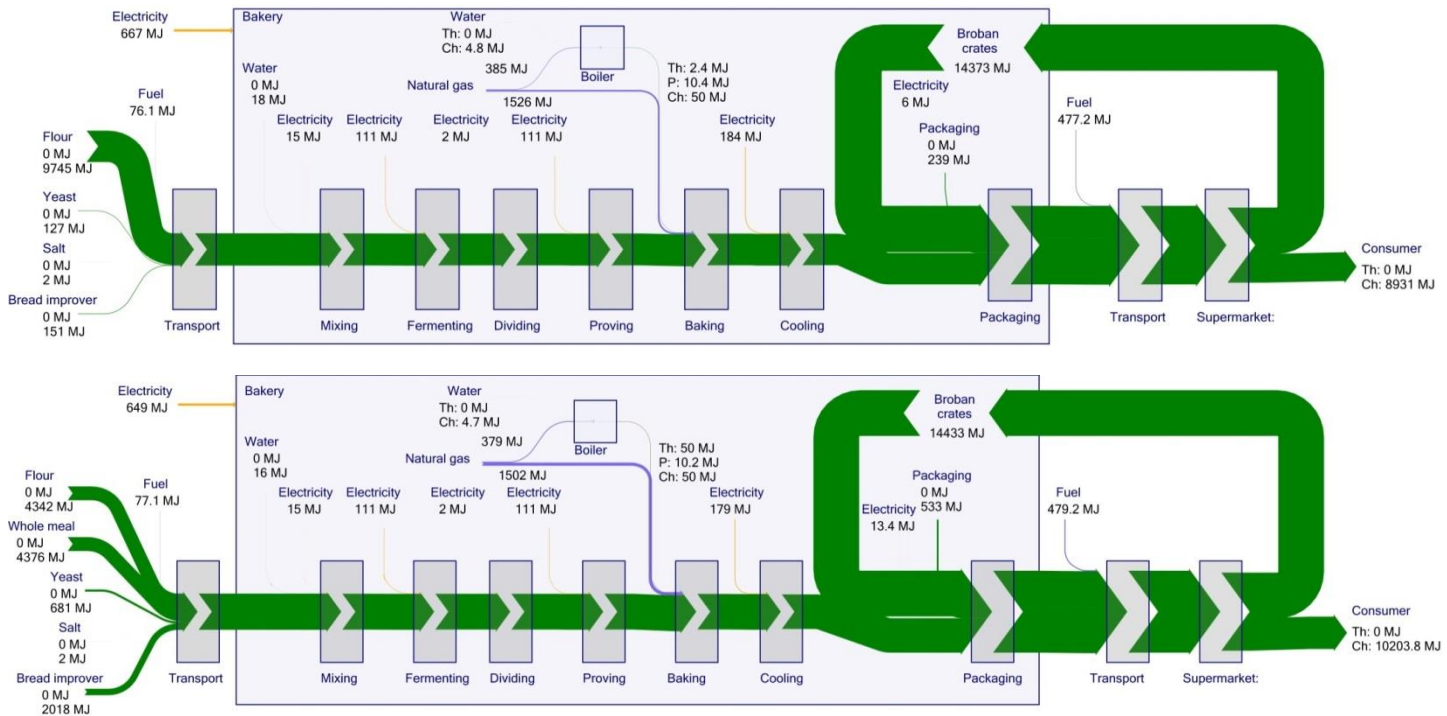 Electricity
667 MJ
Bakery
Water
Th: 0 MJ
Ch: 4.8 MJ
Broban
crates
14373 MJ
Water
0 MJ
18 MJ
385 MJ
Boiler
Natural gas
1526 MJ
Th: 2.4 MJ
P: 10.4 MJ
Ch: 50 MJ
Electricity
6 MJ
Fuel
76.1 MJ
Fuel
477.2 MJ
Electricity
15 MJ
Electricity
111 MJ
Electricity
2 MJ
Electricity
111 MJ
Electricity
184 MJ
Packaging
0 MJ
239 MJ
Flour
0 MJ
9745 MJ
Yeast
0 MJ
127 MJ
Salt
0 MJ
2 MJ
Bread improver
0 MJ
151 MJ
Consumer
Th: 0 MJ
Ch: 8931 MJ
Transport
Mixing
Fermenting
Dividing
Proving
Baking
Cooling
Packaging
Transport
Supermarket:
Electricity
649 MJ
Bakery
Water
Th: 0 MJ
Ch: 4.7 MJ
Broban
crates
14433 MJ
Water
0 MJ
16 MJ
379 MJ
Boiler
Natural gas
1502 MJ
Th: 50 MJ
P: 10.2 MJ
Ch: 50 MJ
Flour
0 MJ
4342 MJ
Fuel
77.1 MJ
Electricity
15 MJ
Electricity
111 MJ
Electricity
2 MJ
Electricity
111 MJ
Electricity
179 MJ
Packaging
0 MJ
533 MJ
Electricity
13.4 MJ
Fuel
479.2 MJ
Whole meal
0 MJ
4376 MJ
Yeast
0 MJ
681 MJ
Salt
0 MJ
2 MJ
Bread improver
0 MJ
2018 MJ
Consumer
Th: 0 MJ
Ch: 10203.8 MJ
Transport
Mixing
Fermenting
Dividing
Proving
Baking
Cooling
Packaging
Transport
Supermarket: